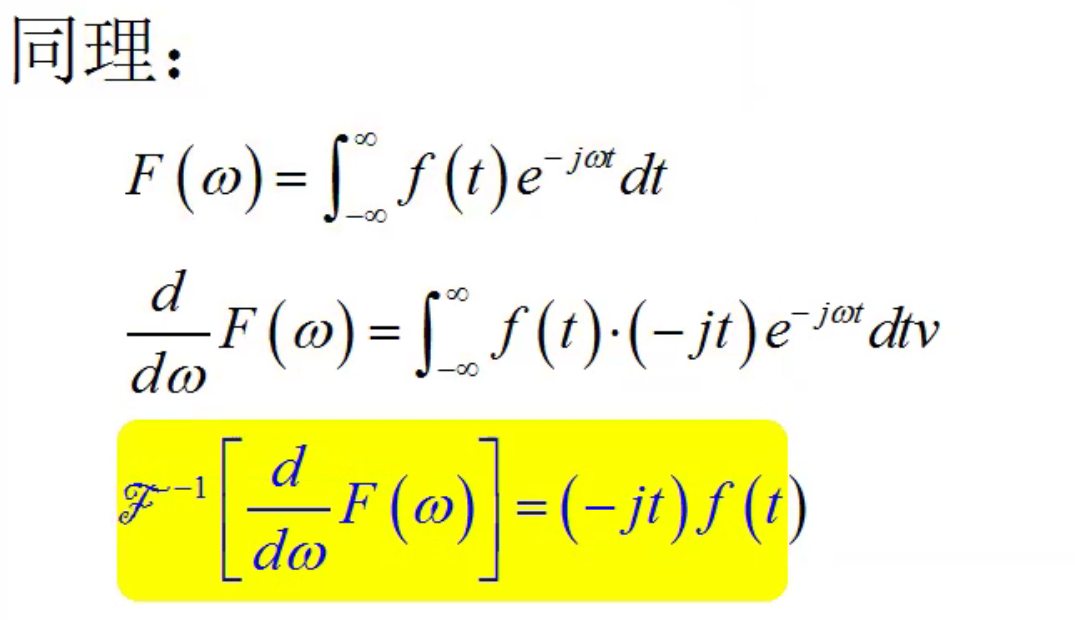 同理：
F(ω)=∫_{-∞}^{∞} f(t)e^{-jωt}dt
d/dω F(ω)=∫_{-∞}^{∞} f(t)·(-jt)e^{-jωt}dtv
ℱ^{-1}[d/dω F(ω)]=(-jt)f(t)